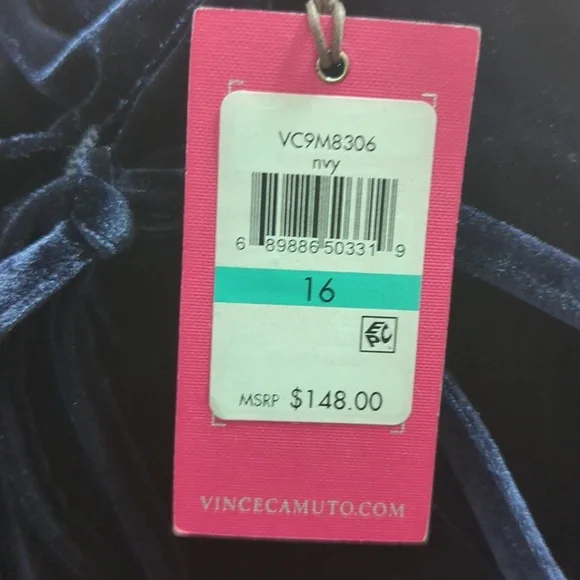 VC9M8306
nvy
6 89886 50331 9
16
EPC
MSRP $148.00
VINCECAMUTO.COM